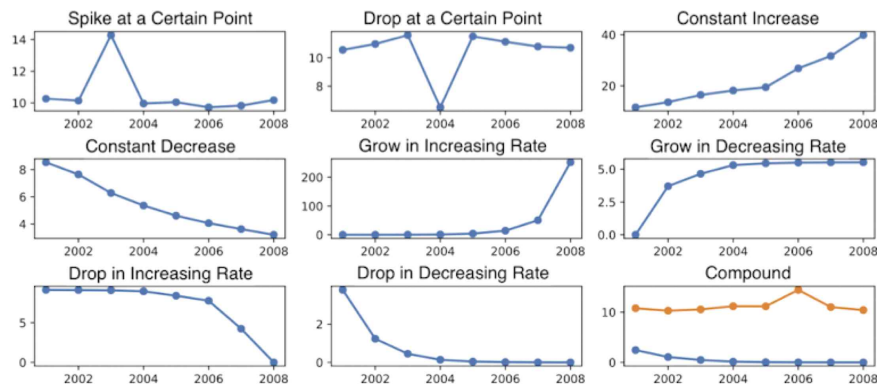 Spike at a Certain Point
14
12
10
2002 2004 2006 2008
Drop at a Certain Point
10
8
2002 2004 2006 2008
Constant Increase
40
20
2002 2004 2006 2008
Constant Decrease
8
6
4
2002 2004 2006 2008
Grow in Increasing Rate
200
100
0
2002 2004 2006 2008
Grow in Decreasing Rate
5.0
2.5
0.0
2002 2004 2006 2008
Drop in Increasing Rate
5
0
2002 2004 2006 2008
Drop in Decreasing Rate
2
0
2002 2004 2006 2008
Compound
10
0
2002 2004 2006 2008